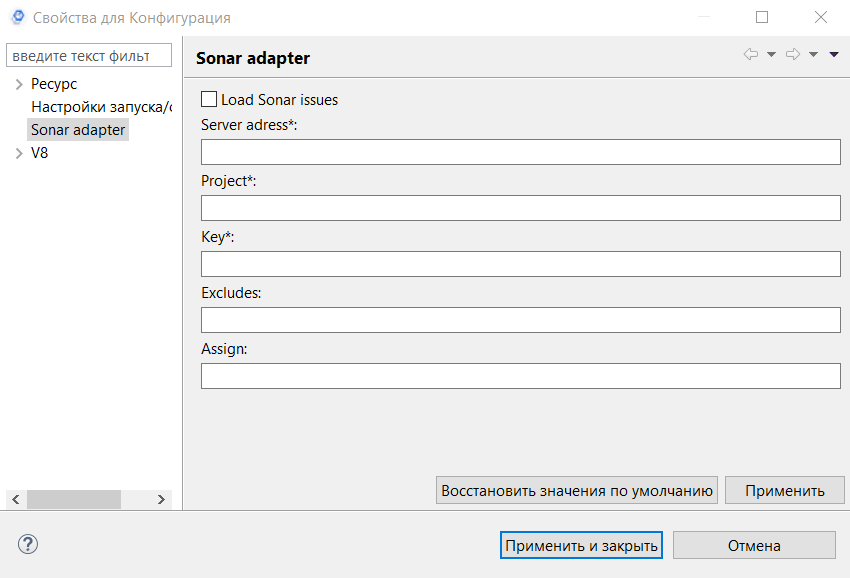 Свойства для Конфигурация
введите текст фильт
Ресурс
Настройки запуска/с
Sonar adapter
V8
Sonar adapter
Load Sonar issues
Server adress*:
Project*:
Key*:
Excludes:
Assign:
Восстановить значения по умолчанию
Применить
Применить и закрыть
Отмена